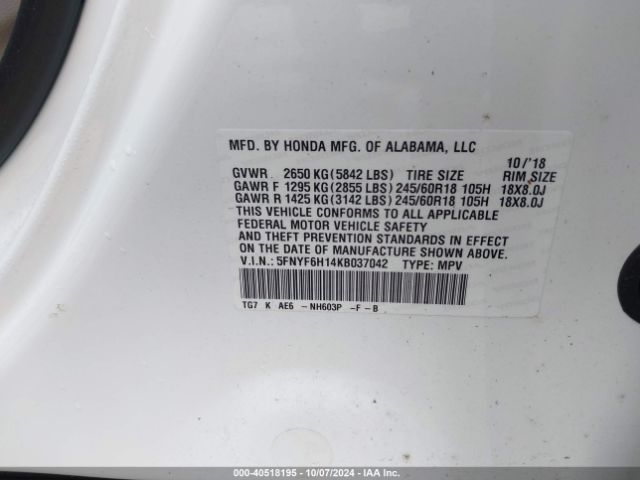 MFD. BY HONDA MFG. OF ALABAMA, LLC
10/'18
GVWR 2650 KG (5842 LBS) TIRE SIZE RIM SIZE
GAWR F 1295 KG (2855 LBS) 245/60R18 105H 18X8.0J
GAWR R 1425 KG (3142 LBS) 245/60R18 105H 18X8.0J
THIS VEHICLE CONFORMS TO ALL APPLICABLE
FEDERAL MOTOR VEHICLE SAFETY
AND THEFT PREVENTION STANDARDS IN EFFECT
ON THE DATE OF MANUFACTURE SHOWN ABOVE.
V.I.N.: 5FNYF6H14KB037042 TYPE: MPV
TG7 K AE6 -NH603P -F-B
000-40518195 - 10/07/2024 - IAA Inc.